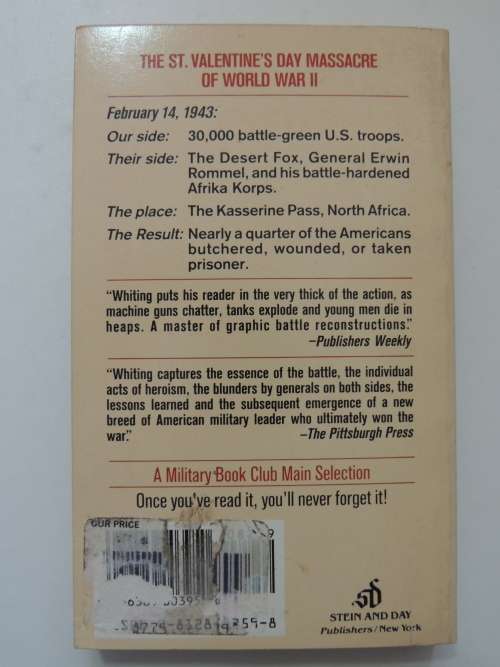 THE ST. VALENTINE'S DAY MASSACRE
OF WORLD WAR II
February 14, 1943:
Our side: 30,000 battle-green U.S. troops.
Their side: The Desert Fox, General Erwin
Rommel, and his battle-hardened
Afrika Korps.
The place: The Kasserine Pass, North Africa.
The Result: Nearly a quarter of the Americans
butchered, wounded, or taken
prisoner.
"Whiting puts his reader in the very thick of the action, as
machine guns chatter, tanks explode and young men die in
heaps. A master of graphic battle reconstructions."
–Publishers Weekly
"Whiting captures the essence of the battle, the individual
acts of heroism, the blunders by generals on both sides, the
lessons learned and the subsequent emergence of a new
breed of American military leader who ultimately won the
war." –The Pittsburgh Press
A Military Book Club Main Selection
Once you've read it, you'll never forget it!
OUR PRICE
STEIN AND DAY
Publishers/New York